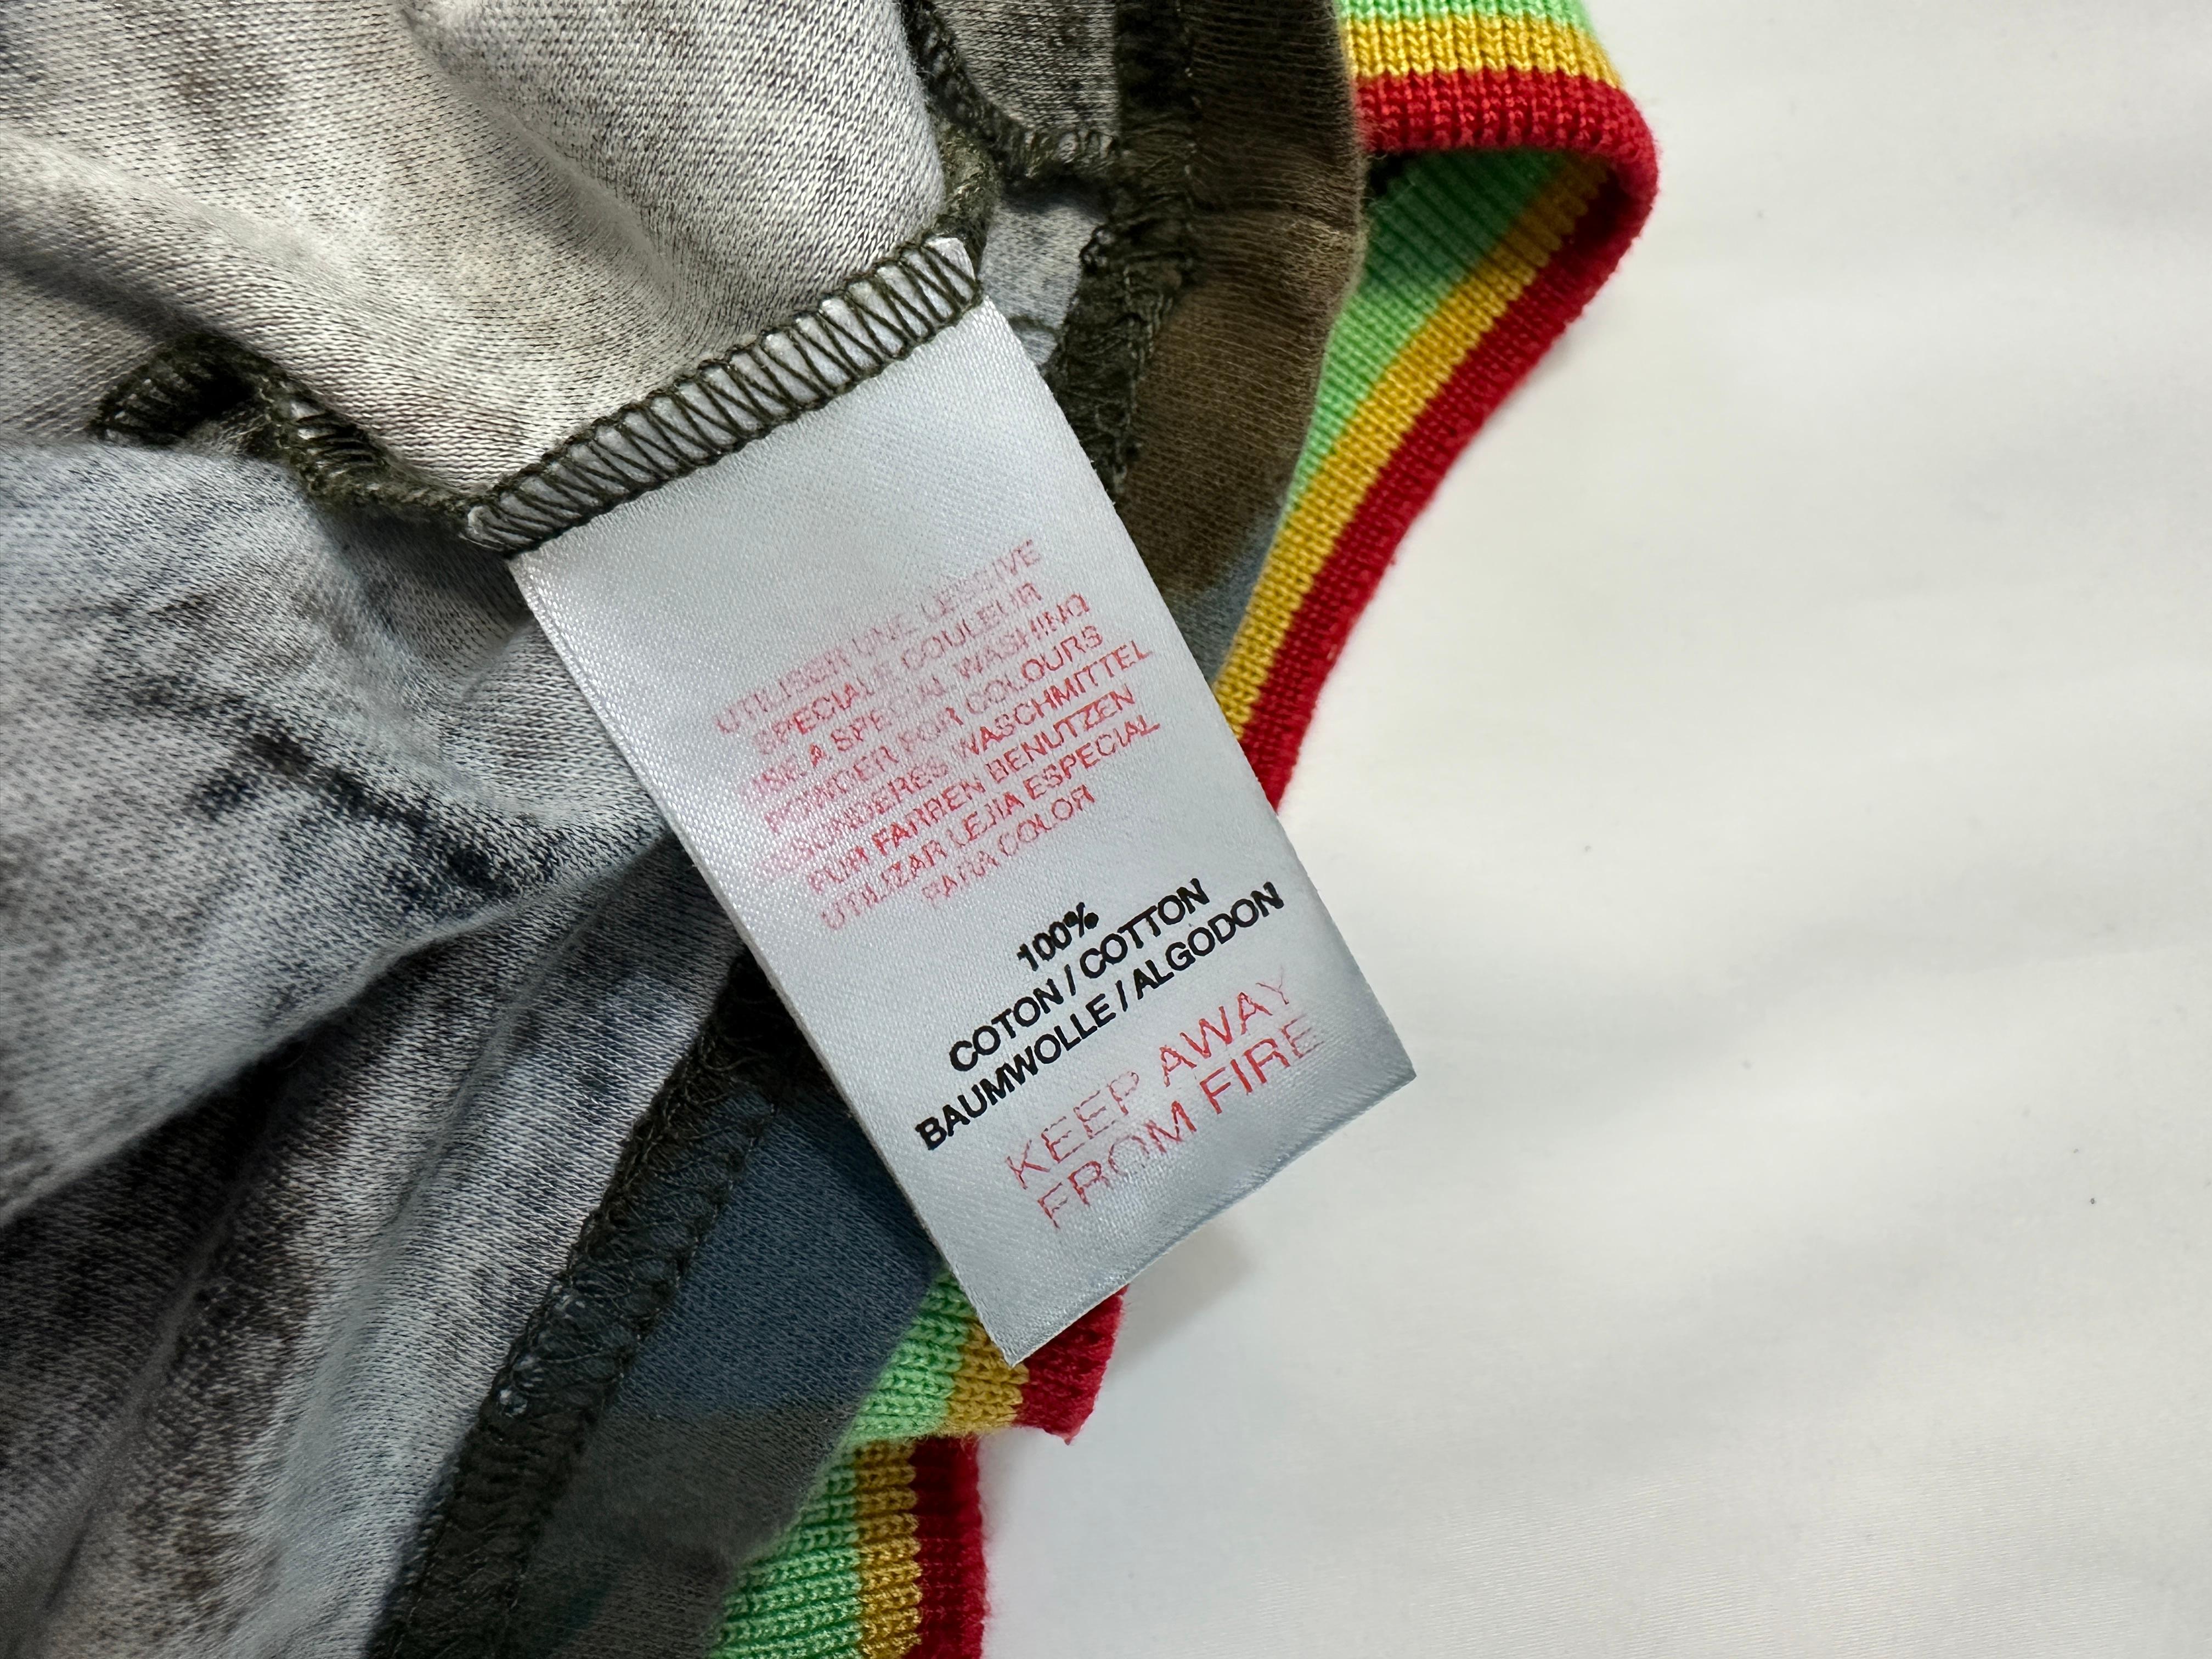 UTILISER UNE LESSIVE
SPECIALE COULEUR
USE A SPECIAL WASHING
POWDER FOR COLOURS
BESONDERES WASCHMITTEL
FUR FARBEN BENUTZEN
UTILIZAR LEJIA ESPECIAL
PARA COLOR
100%
COTON / COTTON
BAUMWOLLE / ALGODON
KEEP AWAY
FROM FIRE